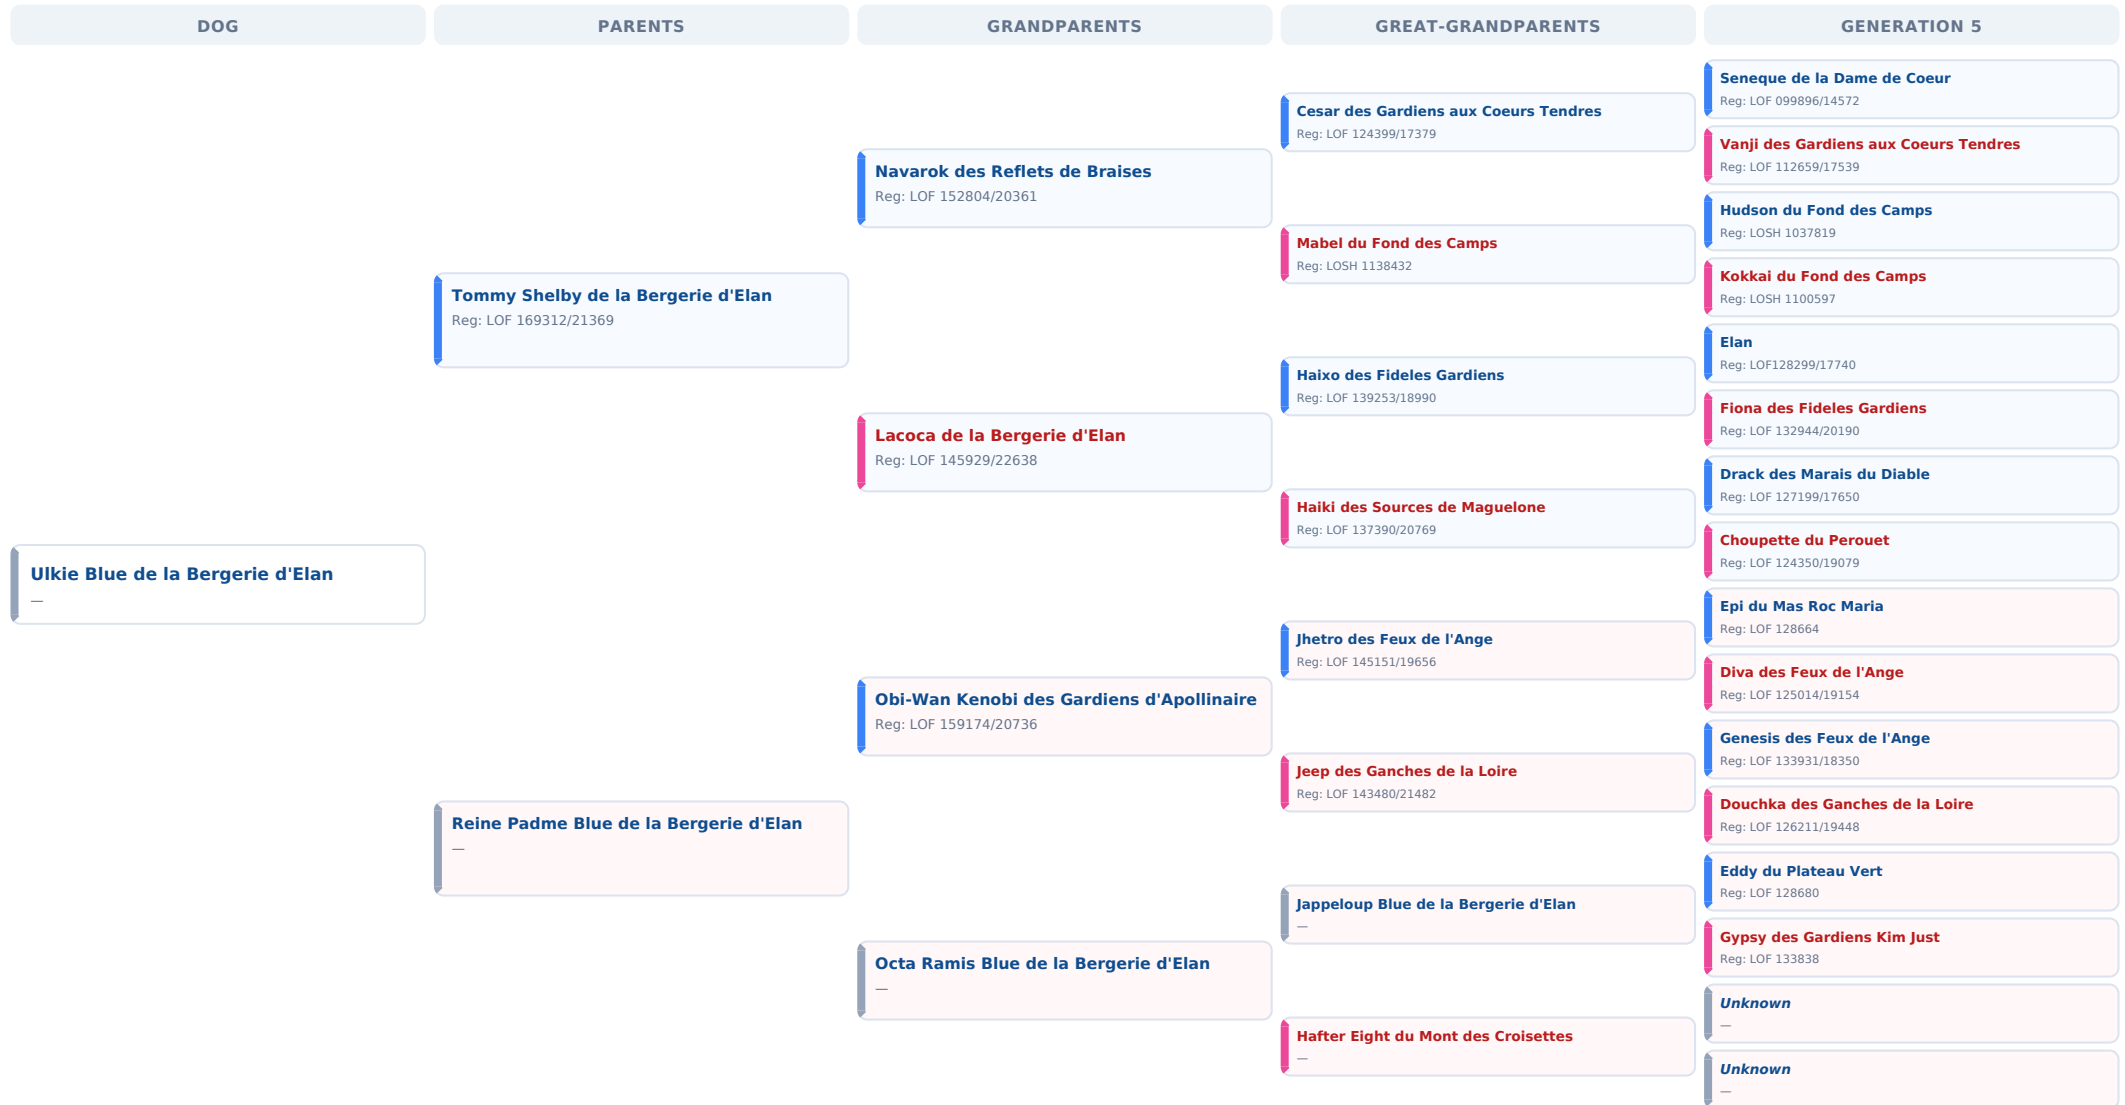 DOG
PARENTS
GRANDPARENTS
GREAT-GRANDPARENTS
GENERATION 5
Ulkie Blue de la Bergerie d'Elan
—
Tommy Shelby de la Bergerie d'Elan
Reg: LOF 169312/21369
Reine Padme Blue de la Bergerie d'Elan
—
Navarok des Reflets de Braises
Reg: LOF 152804/20361
Lacoca de la Bergerie d'Elan
Reg: LOF 145929/22638
Obi-Wan Kenobi des Gardiens d'Apollinaire
Reg: LOF 159174/20736
Octa Ramis Blue de la Bergerie d'Elan
—
Cesar des Gardiens aux Coeurs Tendres
Reg: LOF 124399/17379
Mabel du Fond des Camps
Reg: LOSH 1138432
Haixo des Fideles Gardiens
Reg: LOF 139253/18990
Haiki des Sources de Maguelone
Reg: LOF 137390/20769
Jhetro des Feux de l'Ange
Reg: LOF 145151/19656
Jeep des Ganches de la Loire
Reg: LOF 143480/21482
Jappeloup Blue de la Bergerie d'Elan
—
Hafter Eight du Mont des Croisettes
—
Seneque de la Dame de Coeur
Reg: LOF 099896/14572
Vanji des Gardiens aux Coeurs Tendres
Reg: LOF 112659/17539
Hudson du Fond des Camps
Reg: LOSH 1037819
Kokkai du Fond des Camps
Reg: LOSH 1100597
Elan
Reg: LOF128299/17740
Fiona des Fideles Gardiens
Reg: LOF 132944/20190
Drack des Marais du Diable
Reg: LOF 127199/17650
Choupette du Perouet
Reg: LOF 124350/19079
Epi du Mas Roc Maria
Reg: LOF 128664
Diva des Feux de l'Ange
Reg: LOF 125014/19154
Genesis des Feux de l'Ange
Reg: LOF 133931/18350
Douchka des Ganches de la Loire
Reg: LOF 126211/19448
Eddy du Plateau Vert
Reg: LOF 128680
Gypsy des Gardiens Kim Just
Reg: LOF 133838
Unknown
—
Unknown
—